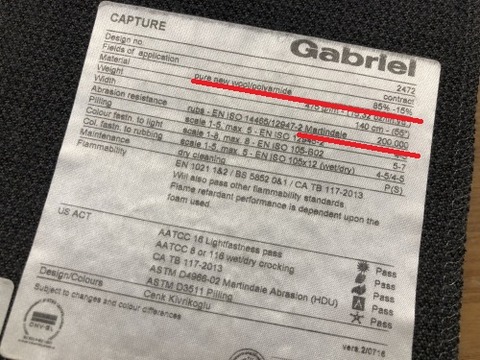 CAPTURE
Gabriel
Design no. 2472
Fields of application contract
Material pure new wool/polyamide 85% -15%
Weight
Width 140 cm - (55")
Abrasion resistance rubs - EN ISO 14465/12947-2 Martindale 200.000
Pilling scale 1-5, max. 5 - EN ISO
Colour fastn. to light scale 1-8, max. 8 - EN ISO 105-B02 5-7
Col. fastn. to rubbing scale 1-5, max. 5 - EN ISO 105x12 (wet/dry) 4-5/4-5
Maintenance dry cleaning P(S)
Flammability EN 1021 1&2 / BS 5852 0&1 / CA TB 117-2013
Will also pass other flammability standards
Flame retardant performance is dependent upon the
foam used.
US ACT
AATCC 16 Lightfastness pass Pass
AATCC 8 or 116 wet/dry crocking Pass
CA TB 117-2013 Pass
ASTM D4966-02 Martindale Abrasion (HDU) Pass
ASTM D3511 Pilling Pass
Design/Colours Cenk Kivrikoglu
Subject to changes and colour differences
vers.2/0716